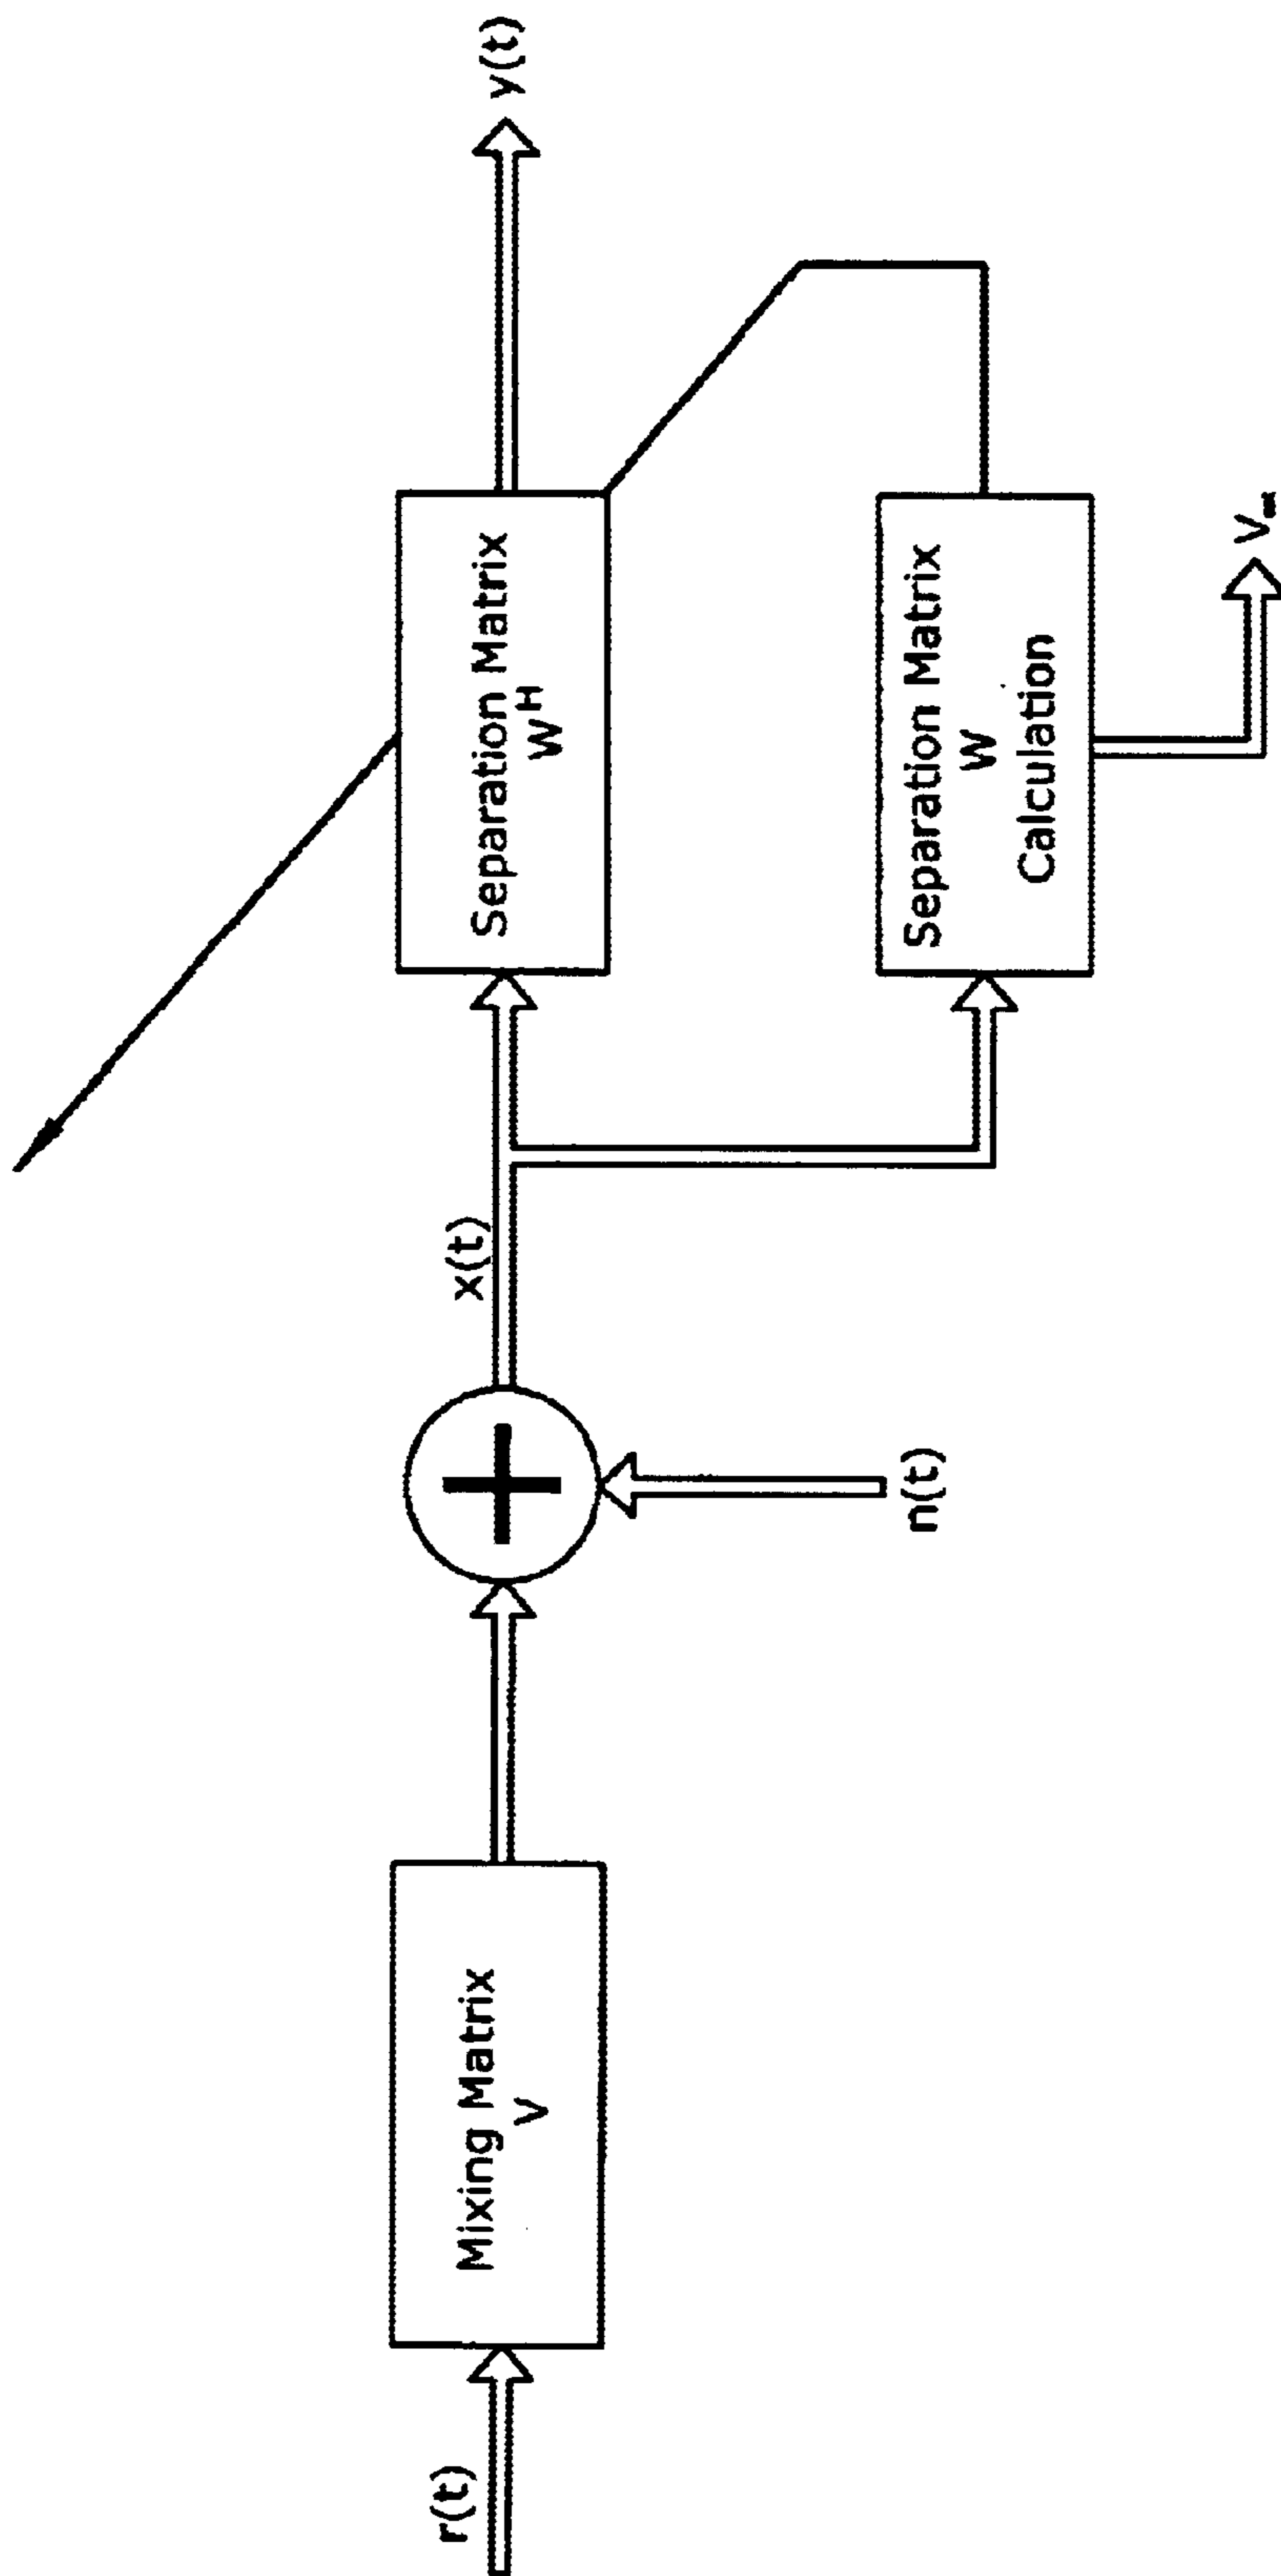 r(t)
Mixing Matrix
V
n(t)
x(t)
Separation Matrix
W^H
y(t)
Separation Matrix
W
Calculation